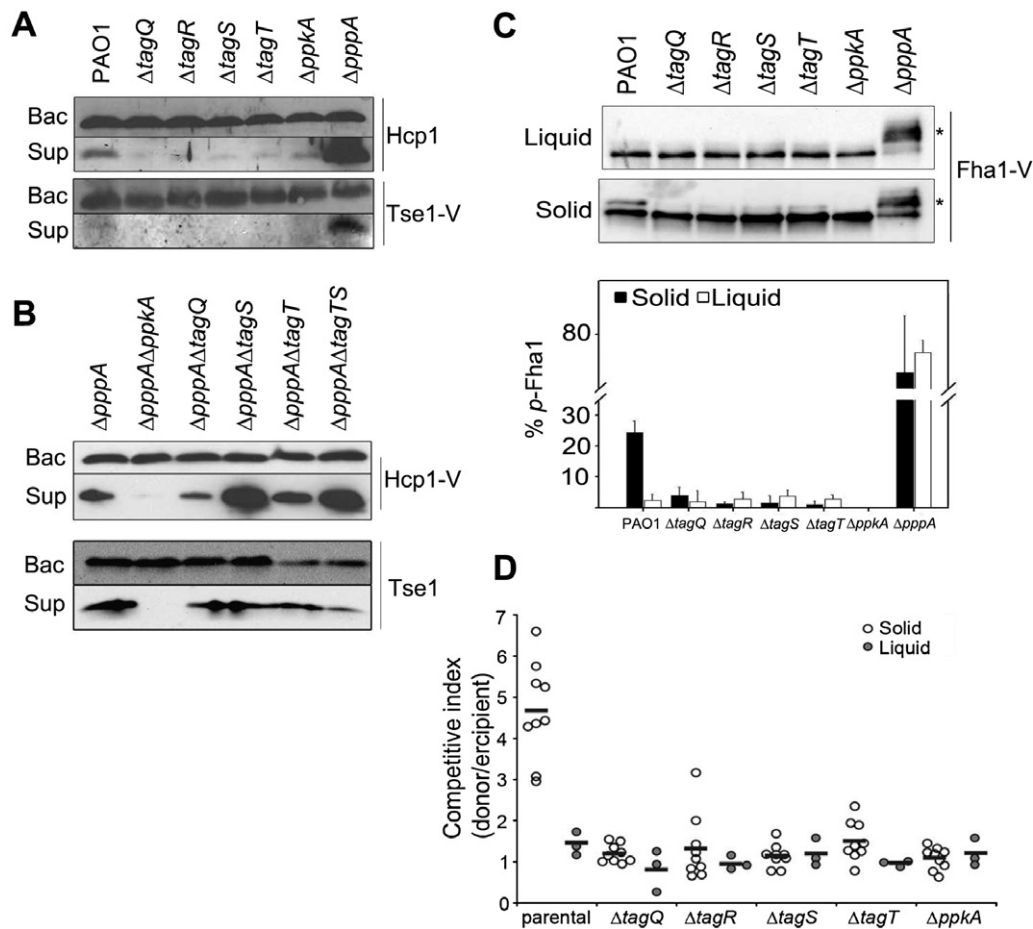 A
PAO1 ΔtagQ ΔtagR ΔtagS ΔtagT ΔppkA ΔpppA
Bac
Sup
Hcp1
Bac
Sup
Tse1-V
B
ΔpppA ΔpppAΔppkA ΔpppAΔtagQ ΔpppAΔtagS ΔpppAΔtagT ΔpppAΔtagTS
Bac
Sup
Hcp1-V
Bac
Sup
Tse1
C
PAO1 ΔtagQ ΔtagR ΔtagS ΔtagT ΔppkA ΔpppA
Liquid *
Solid *
Fha1-V
Solid Liquid
% p-Fha1
80
30
20
10
PAO1 ΔtagQ ΔtagR ΔtagS ΔtagT ΔppkA ΔpppA
D
Competitive index
(donor/ercipient)
Solid
Liquid
7
6
5
4
3
2
1
0
parental ΔtagQ ΔtagR ΔtagS ΔtagT ΔppkA